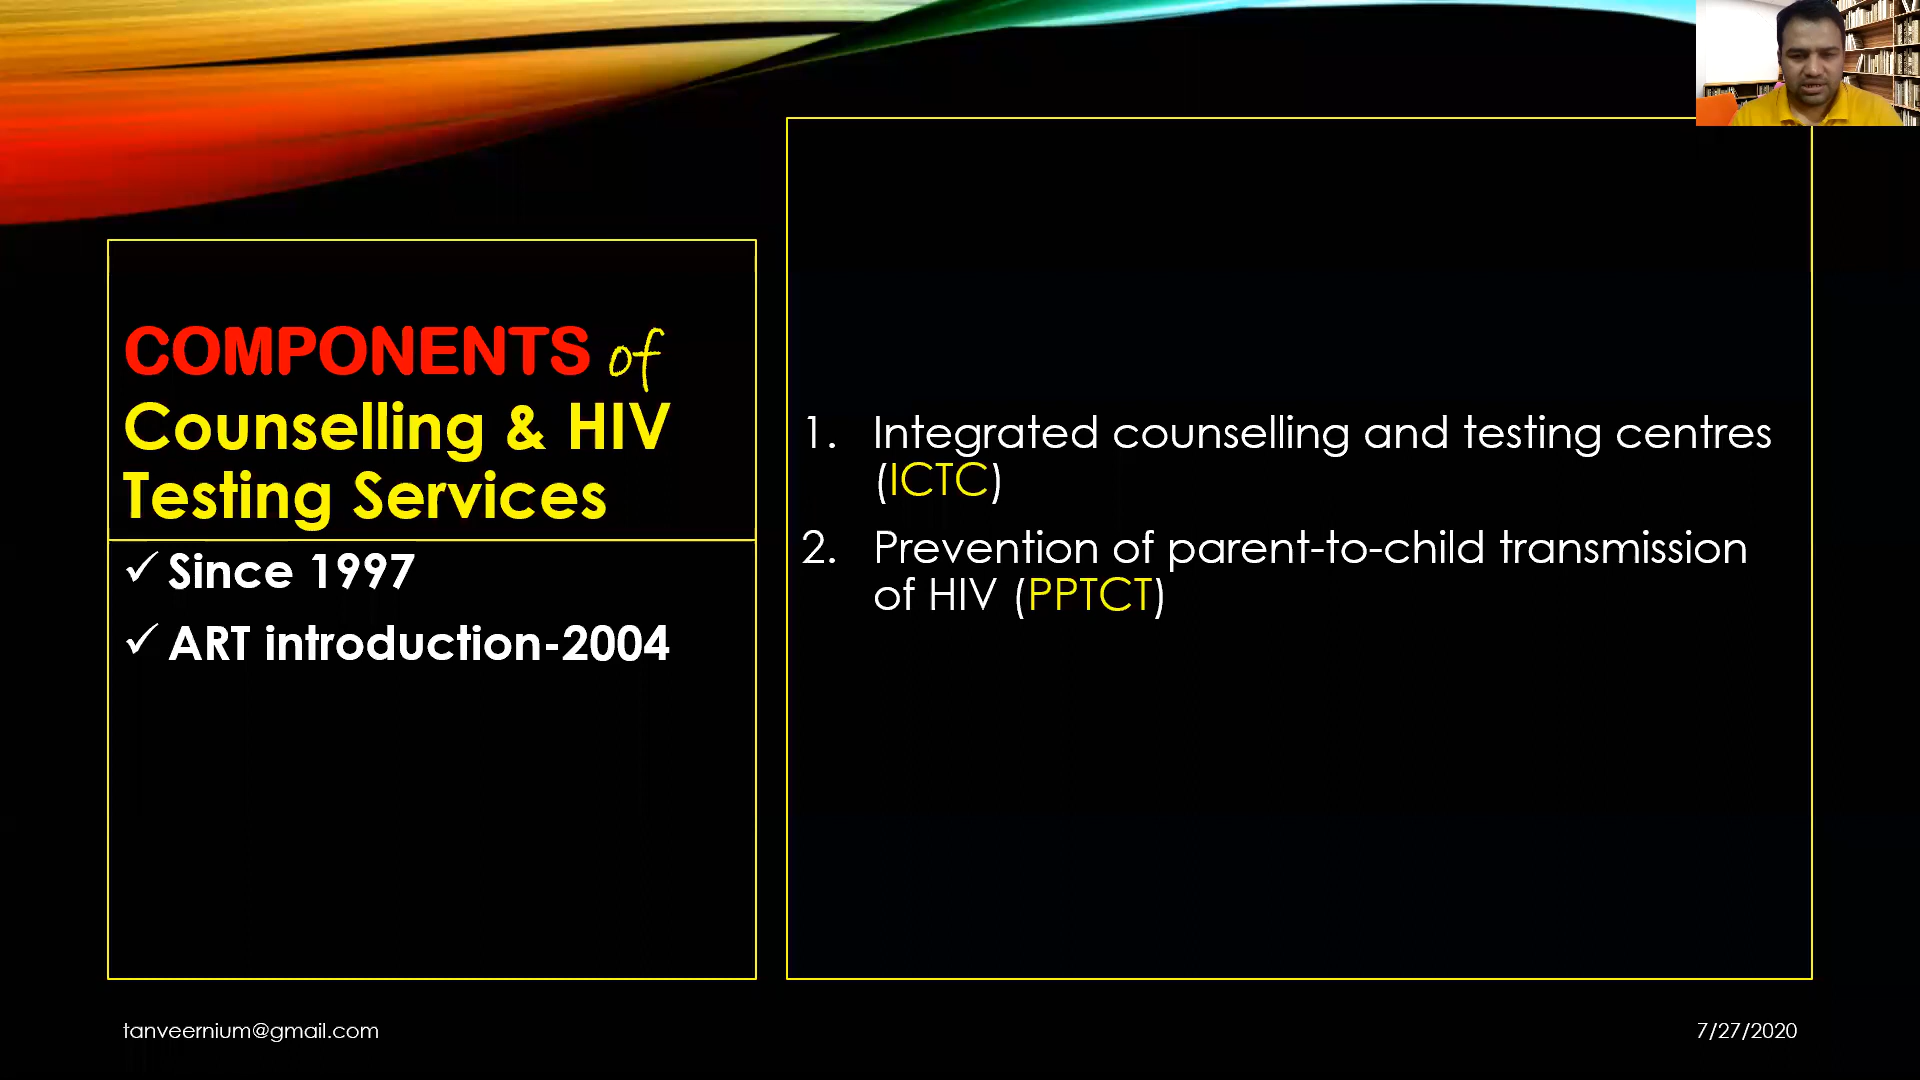 COMPONENTS of
Counselling & HIV
Testing Services
✓ Since 1997
✓ ART introduction-2004
1. Integrated counselling and testing centres
(ICTC)
2. Prevention of parent-to-child transmission
of HIV (PPTCT)
tanveernium@gmail.com
7/27/2020